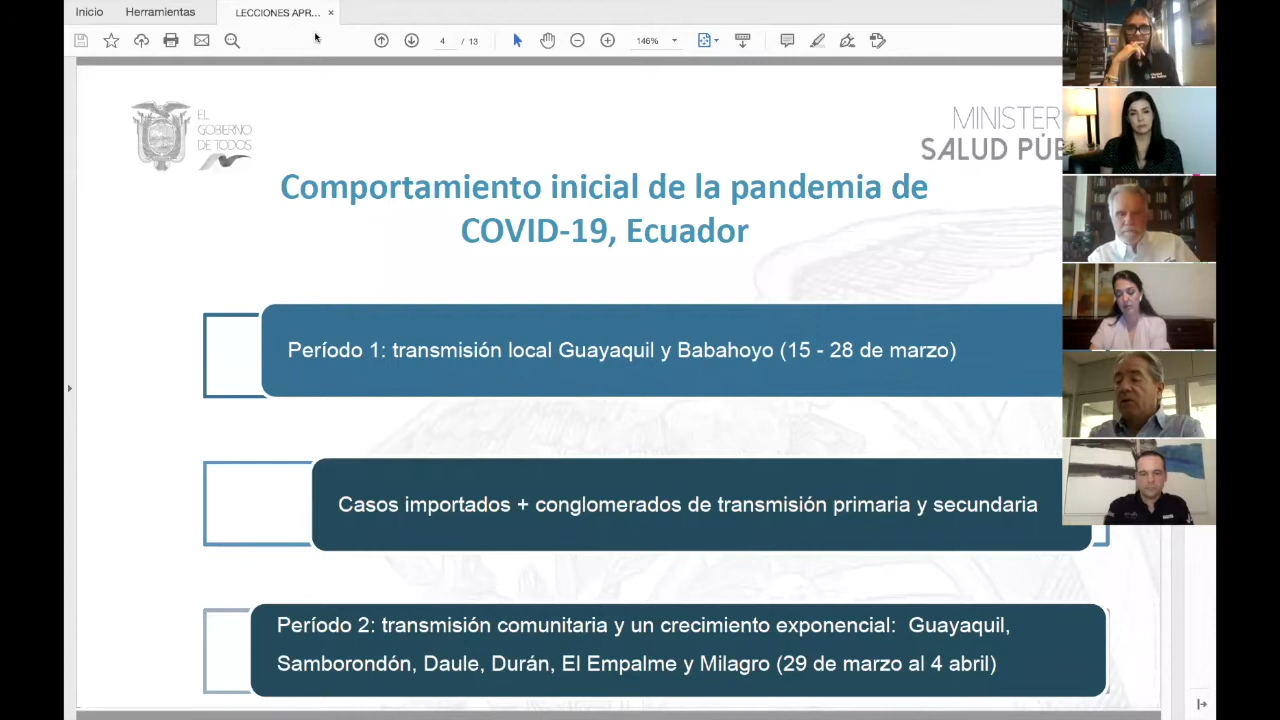 Inicio
Herramientas
LECCIONES APR... ×
4 / 13
146%
EL
GOBIERNO
DE TODOS
MINISTER
SALUD PÚB
Comportamiento inicial de la pandemia de
COVID-19, Ecuador
Período 1: transmisión local Guayaquil y Babahoyo (15 - 28 de marzo)
Casos importados + conglomerados de transmisión primaria y secundaria
Período 2: transmisión comunitaria y un crecimiento exponencial: Guayaquil,
Samborondón, Daule, Durán, El Empalme y Milagro (29 de marzo al 4 abril)